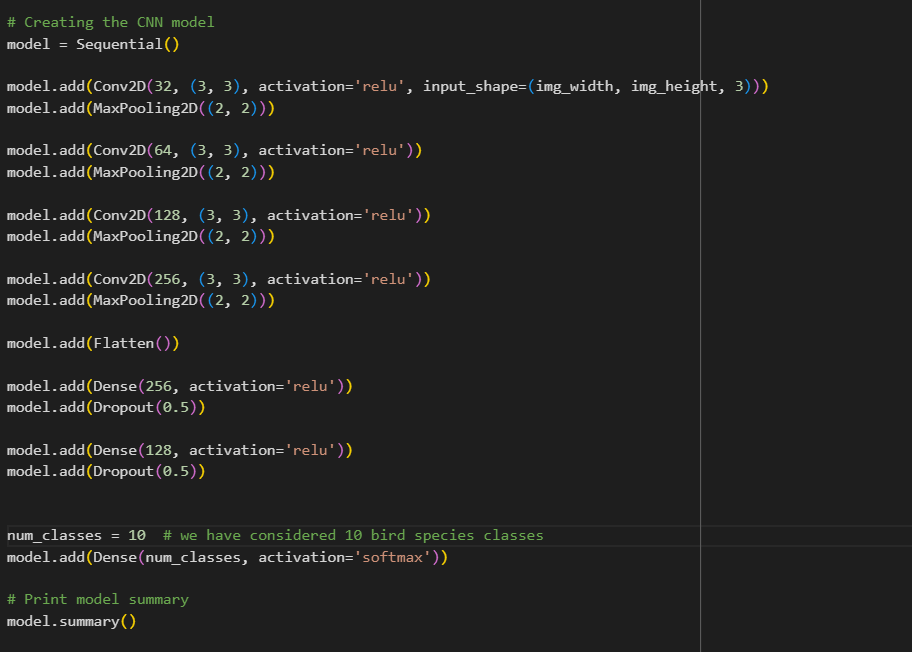 # Creating the CNN model
model = Sequential()
model.add(Conv2D(32, (3, 3), activation='relu', input_shape=(img_width, img_height, 3)))
model.add(MaxPooling2D((2, 2)))
model.add(Conv2D(64, (3, 3), activation='relu'))
model.add(MaxPooling2D((2, 2)))
model.add(Conv2D(128, (3, 3), activation='relu'))
model.add(MaxPooling2D((2, 2)))
model.add(Conv2D(256, (3, 3), activation='relu'))
model.add(MaxPooling2D((2, 2)))
model.add(Flatten())
model.add(Dense(256, activation='relu'))
model.add(Dropout(0.5))
model.add(Dense(128, activation='relu'))
model.add(Dropout(0.5))
num_classes = 10  # we have considered 10 bird species classes
model.add(Dense(num_classes, activation='softmax'))
# Print model summary
model.summary()